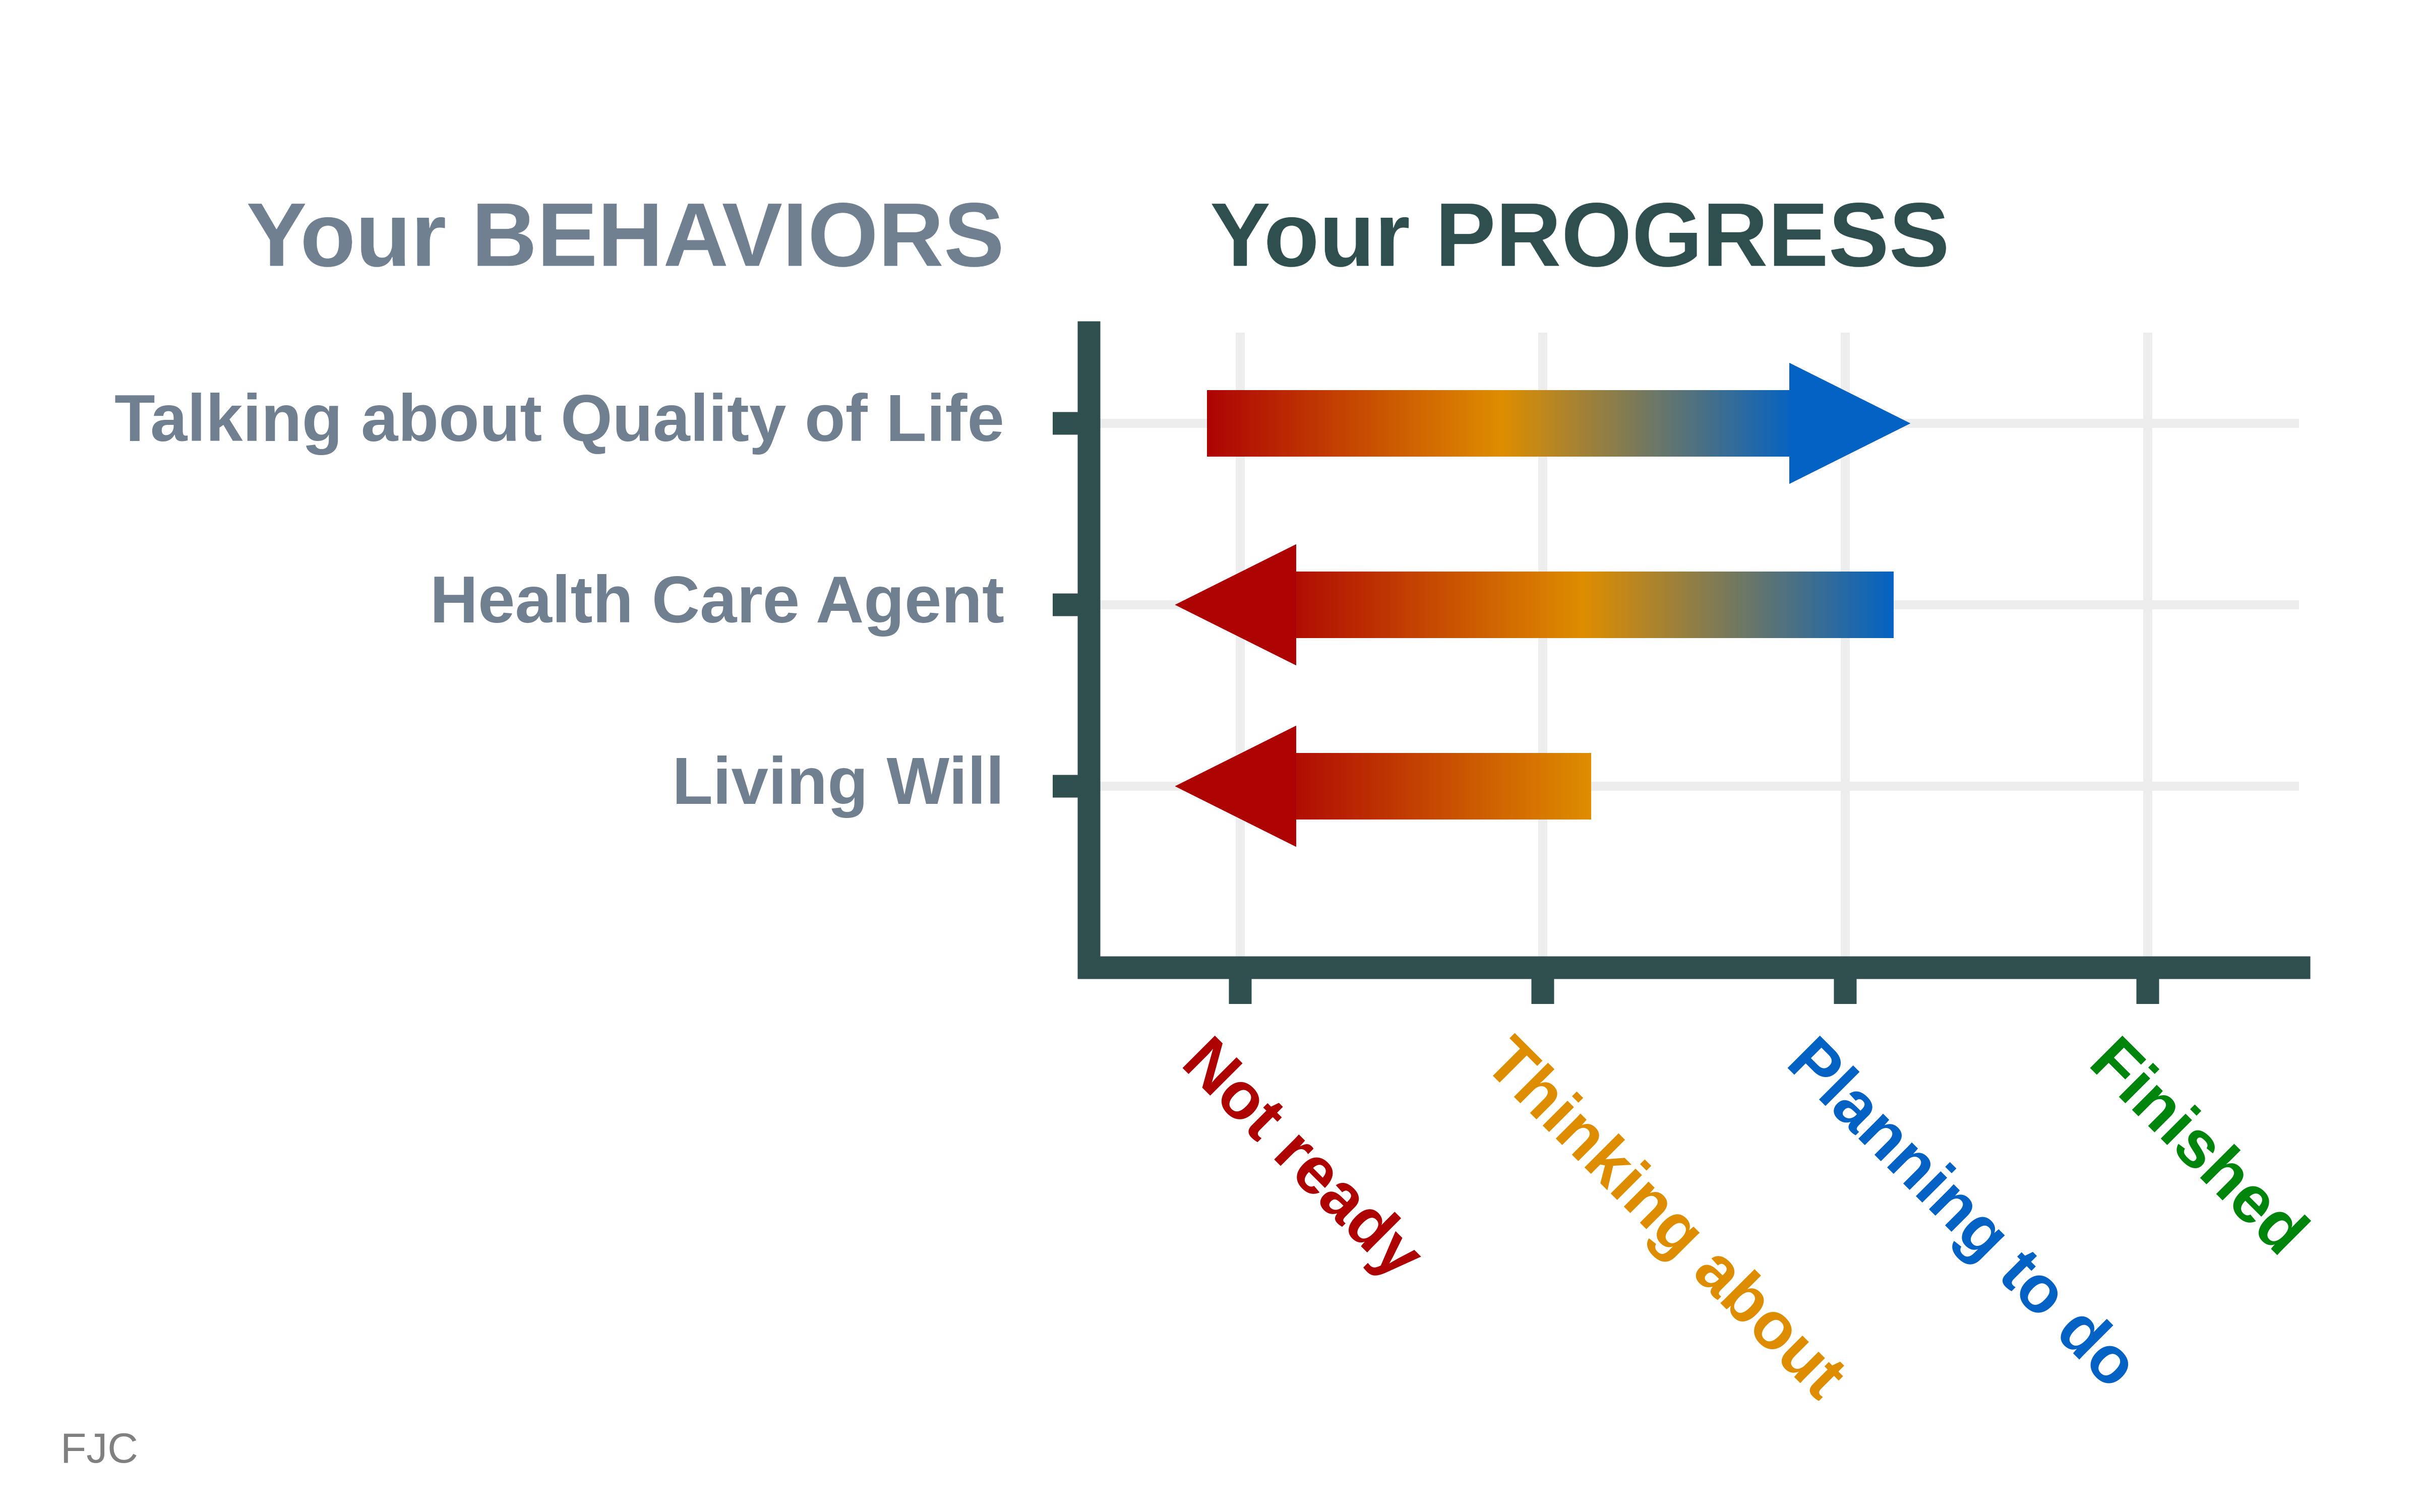 Your BEHAVIORS
Your PROGRESS
Talking about Quality of Life
Health Care Agent
Living Will
Not ready
Thinking about
Planning to do
Finished
FJC